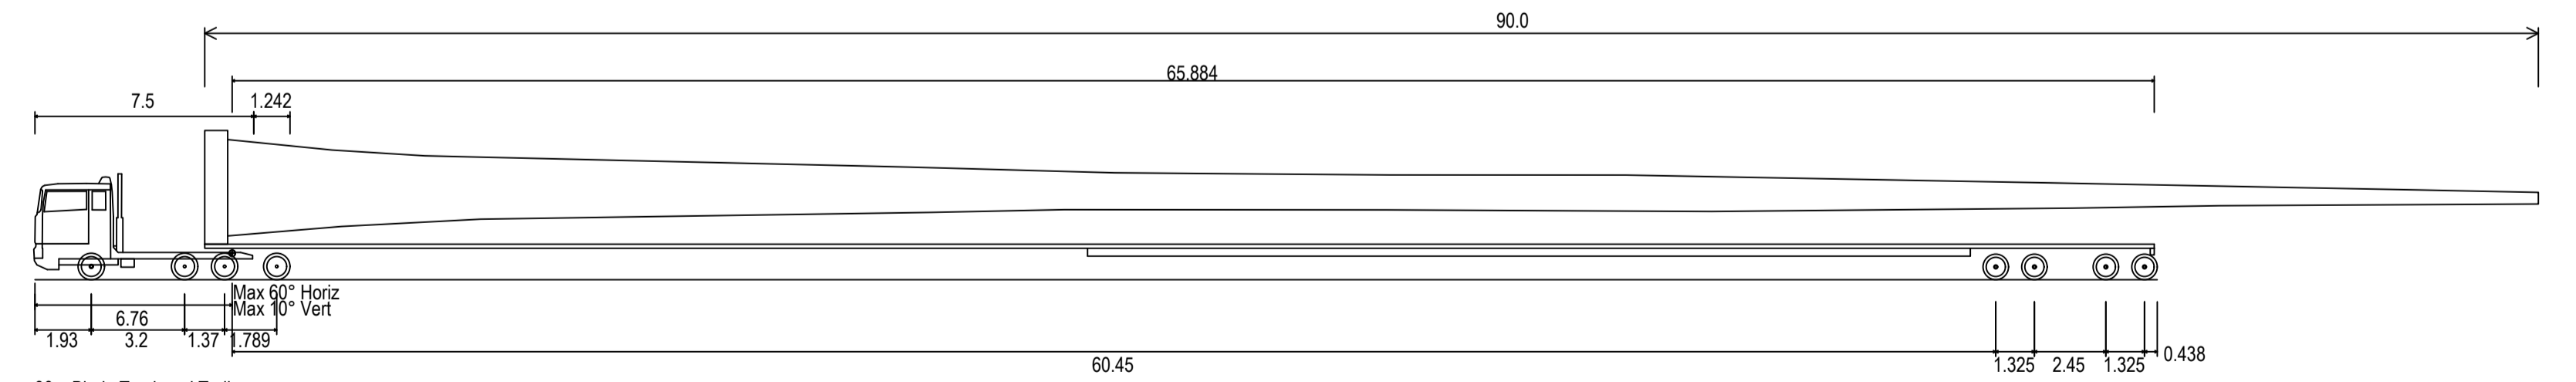 90.0
65.884
7.5 1.242
Max 60° Horiz
Max 10° Vert
6.76
1.93 3.2 1.37 1.789
60.45 1.325 2.45 1.325 0.438